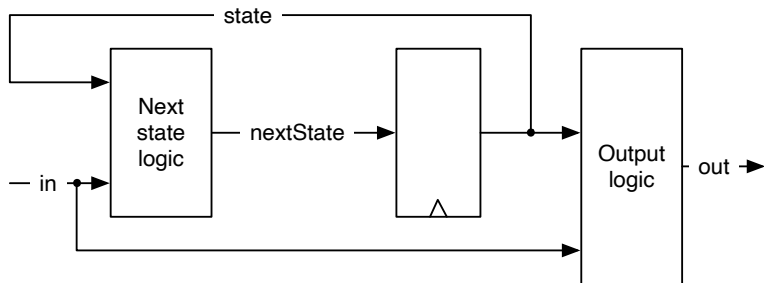 state
Next
state
logic
nextState
in
Output
logic
out